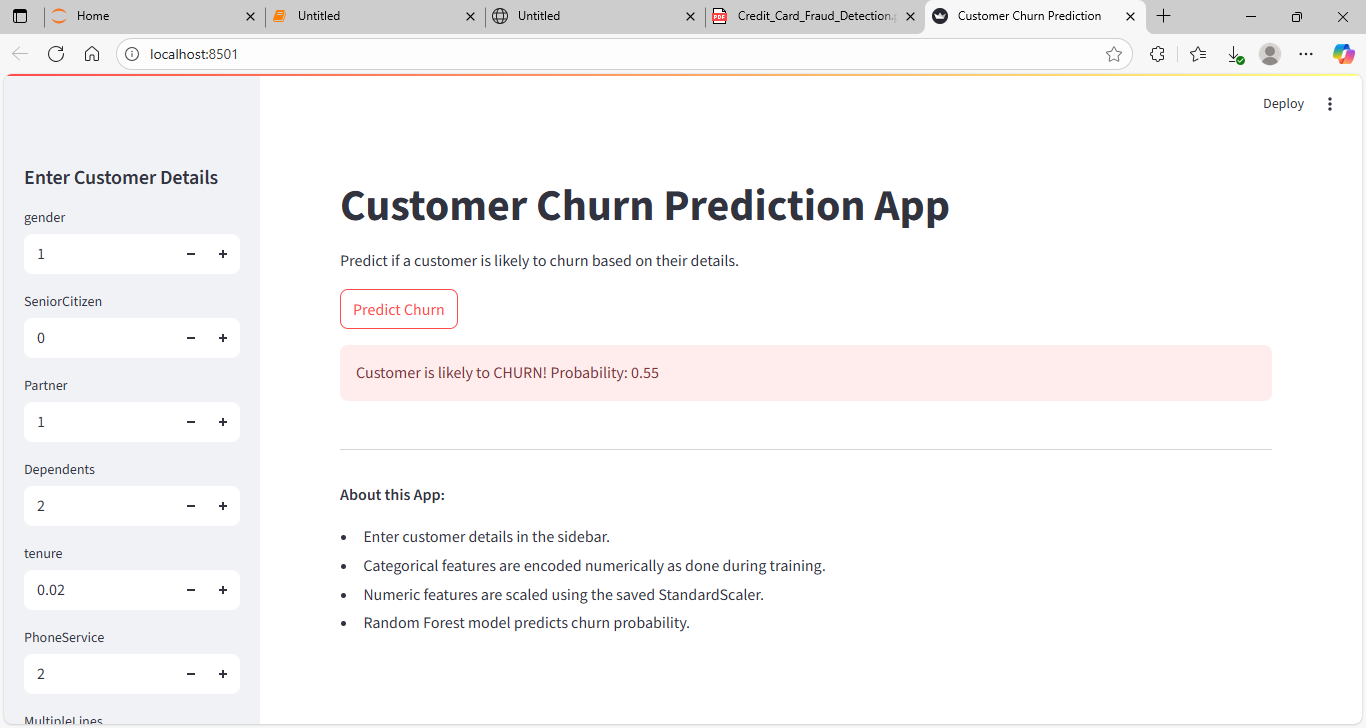 Home
Untitled
Untitled
Credit_Card_Fraud_Detection.p
Customer Churn Prediction
localhost:8501
Deploy
Enter Customer Details
gender
1
SeniorCitizen
0
Partner
1
Dependents
2
tenure
0.02
PhoneService
2
MultipleLines
Customer Churn Prediction App
Predict if a customer is likely to churn based on their details.
Predict Churn
Customer is likely to CHURN! Probability: 0.55
About this App:
Enter customer details in the sidebar.
Categorical features are encoded numerically as done during training.
Numeric features are scaled using the saved StandardScaler.
Random Forest model predicts churn probability.